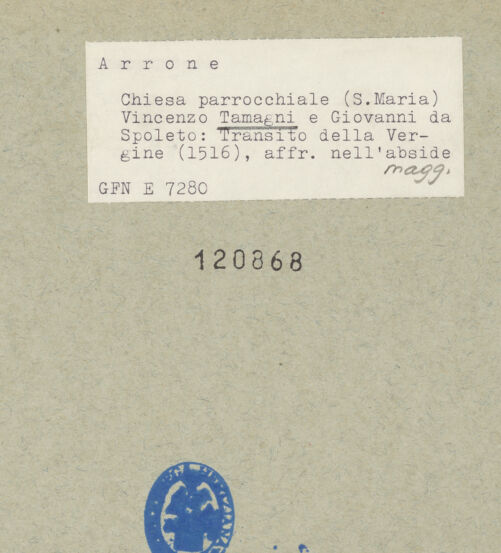 Arrone
Chiesa parrocchiale (S.Maria)
Vincenzo Tamagni e Giovanni da
Spoleto: Transito della Ver-
gine (1516), affr. nell'abside
magg.
GFN E 7280
120868